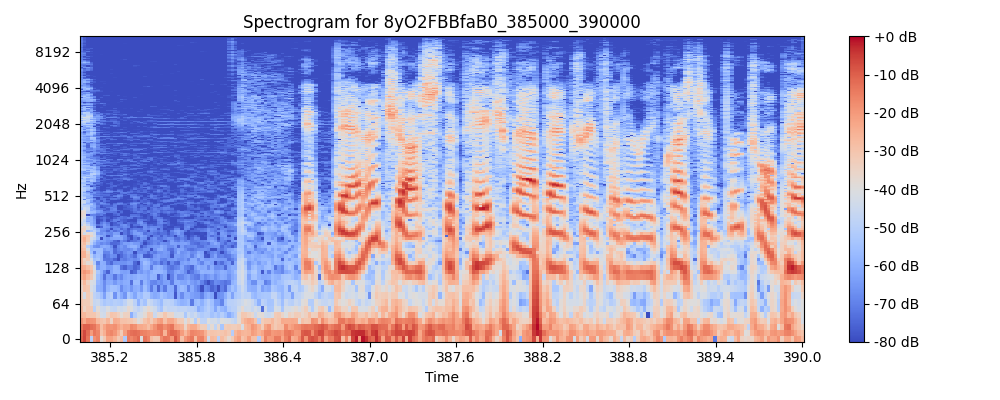 Spectrogram for 8yO2FBBfaB0_385000_390000
Hz
8192
4096
2048
1024
512
256
128
64
0
385.2 385.8 386.4 387.0 387.6 388.2 388.8 389.4 390.0
Time
+0 dB
-10 dB
-20 dB
-30 dB
-40 dB
-50 dB
-60 dB
-70 dB
-80 dB